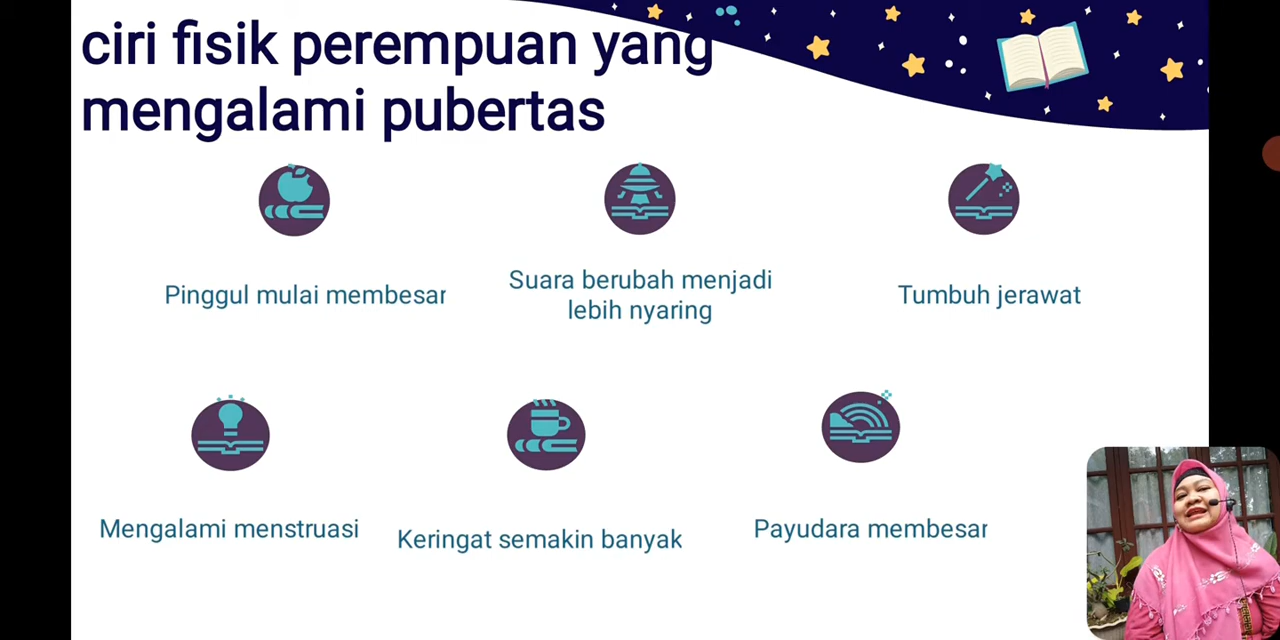 ciri fisik perempuan yang
mengalami pubertas
Pinggul mulai membesar
Suara berubah menjadi
lebih nyaring
Tumbuh jerawat
Mengalami menstruasi
Keringat semakin banyak
Payudara membesar